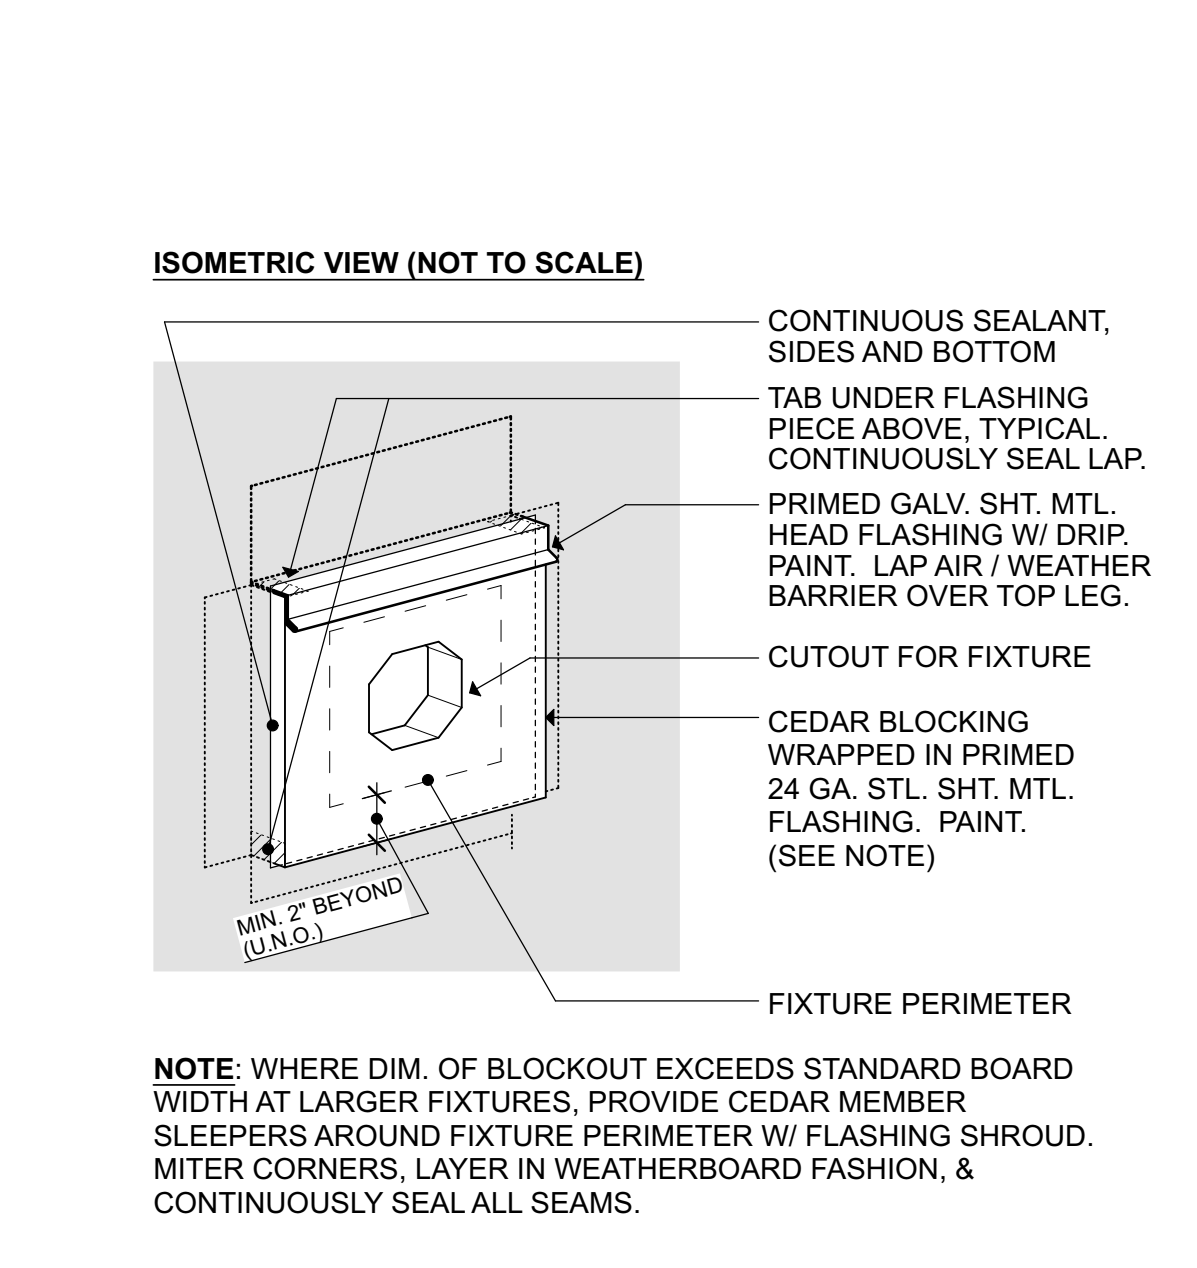 ISOMETRIC VIEW (NOT TO SCALE)
CONTINUOUS SEALANT,
SIDES AND BOTTOM
TAB UNDER FLASHING
PIECE ABOVE, TYPICAL.
CONTINUOUSLY SEAL LAP.
PRIMED GALV. SHT. MTL.
HEAD FLASHING W/ DRIP.
PAINT. LAP AIR / WEATHER
BARRIER OVER TOP LEG.
CUTOUT FOR FIXTURE
CEDAR BLOCKING
WRAPPED IN PRIMED
24 GA. STL. SHT. MTL.
FLASHING. PAINT.
(SEE NOTE)
MIN. 2" BEYOND
(U.N.O.)
FIXTURE PERIMETER
NOTE: WHERE DIM. OF BLOCKOUT EXCEEDS STANDARD BOARD
WIDTH AT LARGER FIXTURES, PROVIDE CEDAR MEMBER
SLEEPERS AROUND FIXTURE PERIMETER W/ FLASHING SHROUD.
MITER CORNERS, LAYER IN WEATHERBOARD FASHION, &
CONTINUOUSLY SEAL ALL SEAMS.